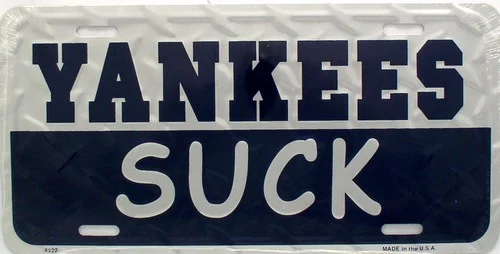 YANKEES
SUCK
MADE IN THE U.S.A.